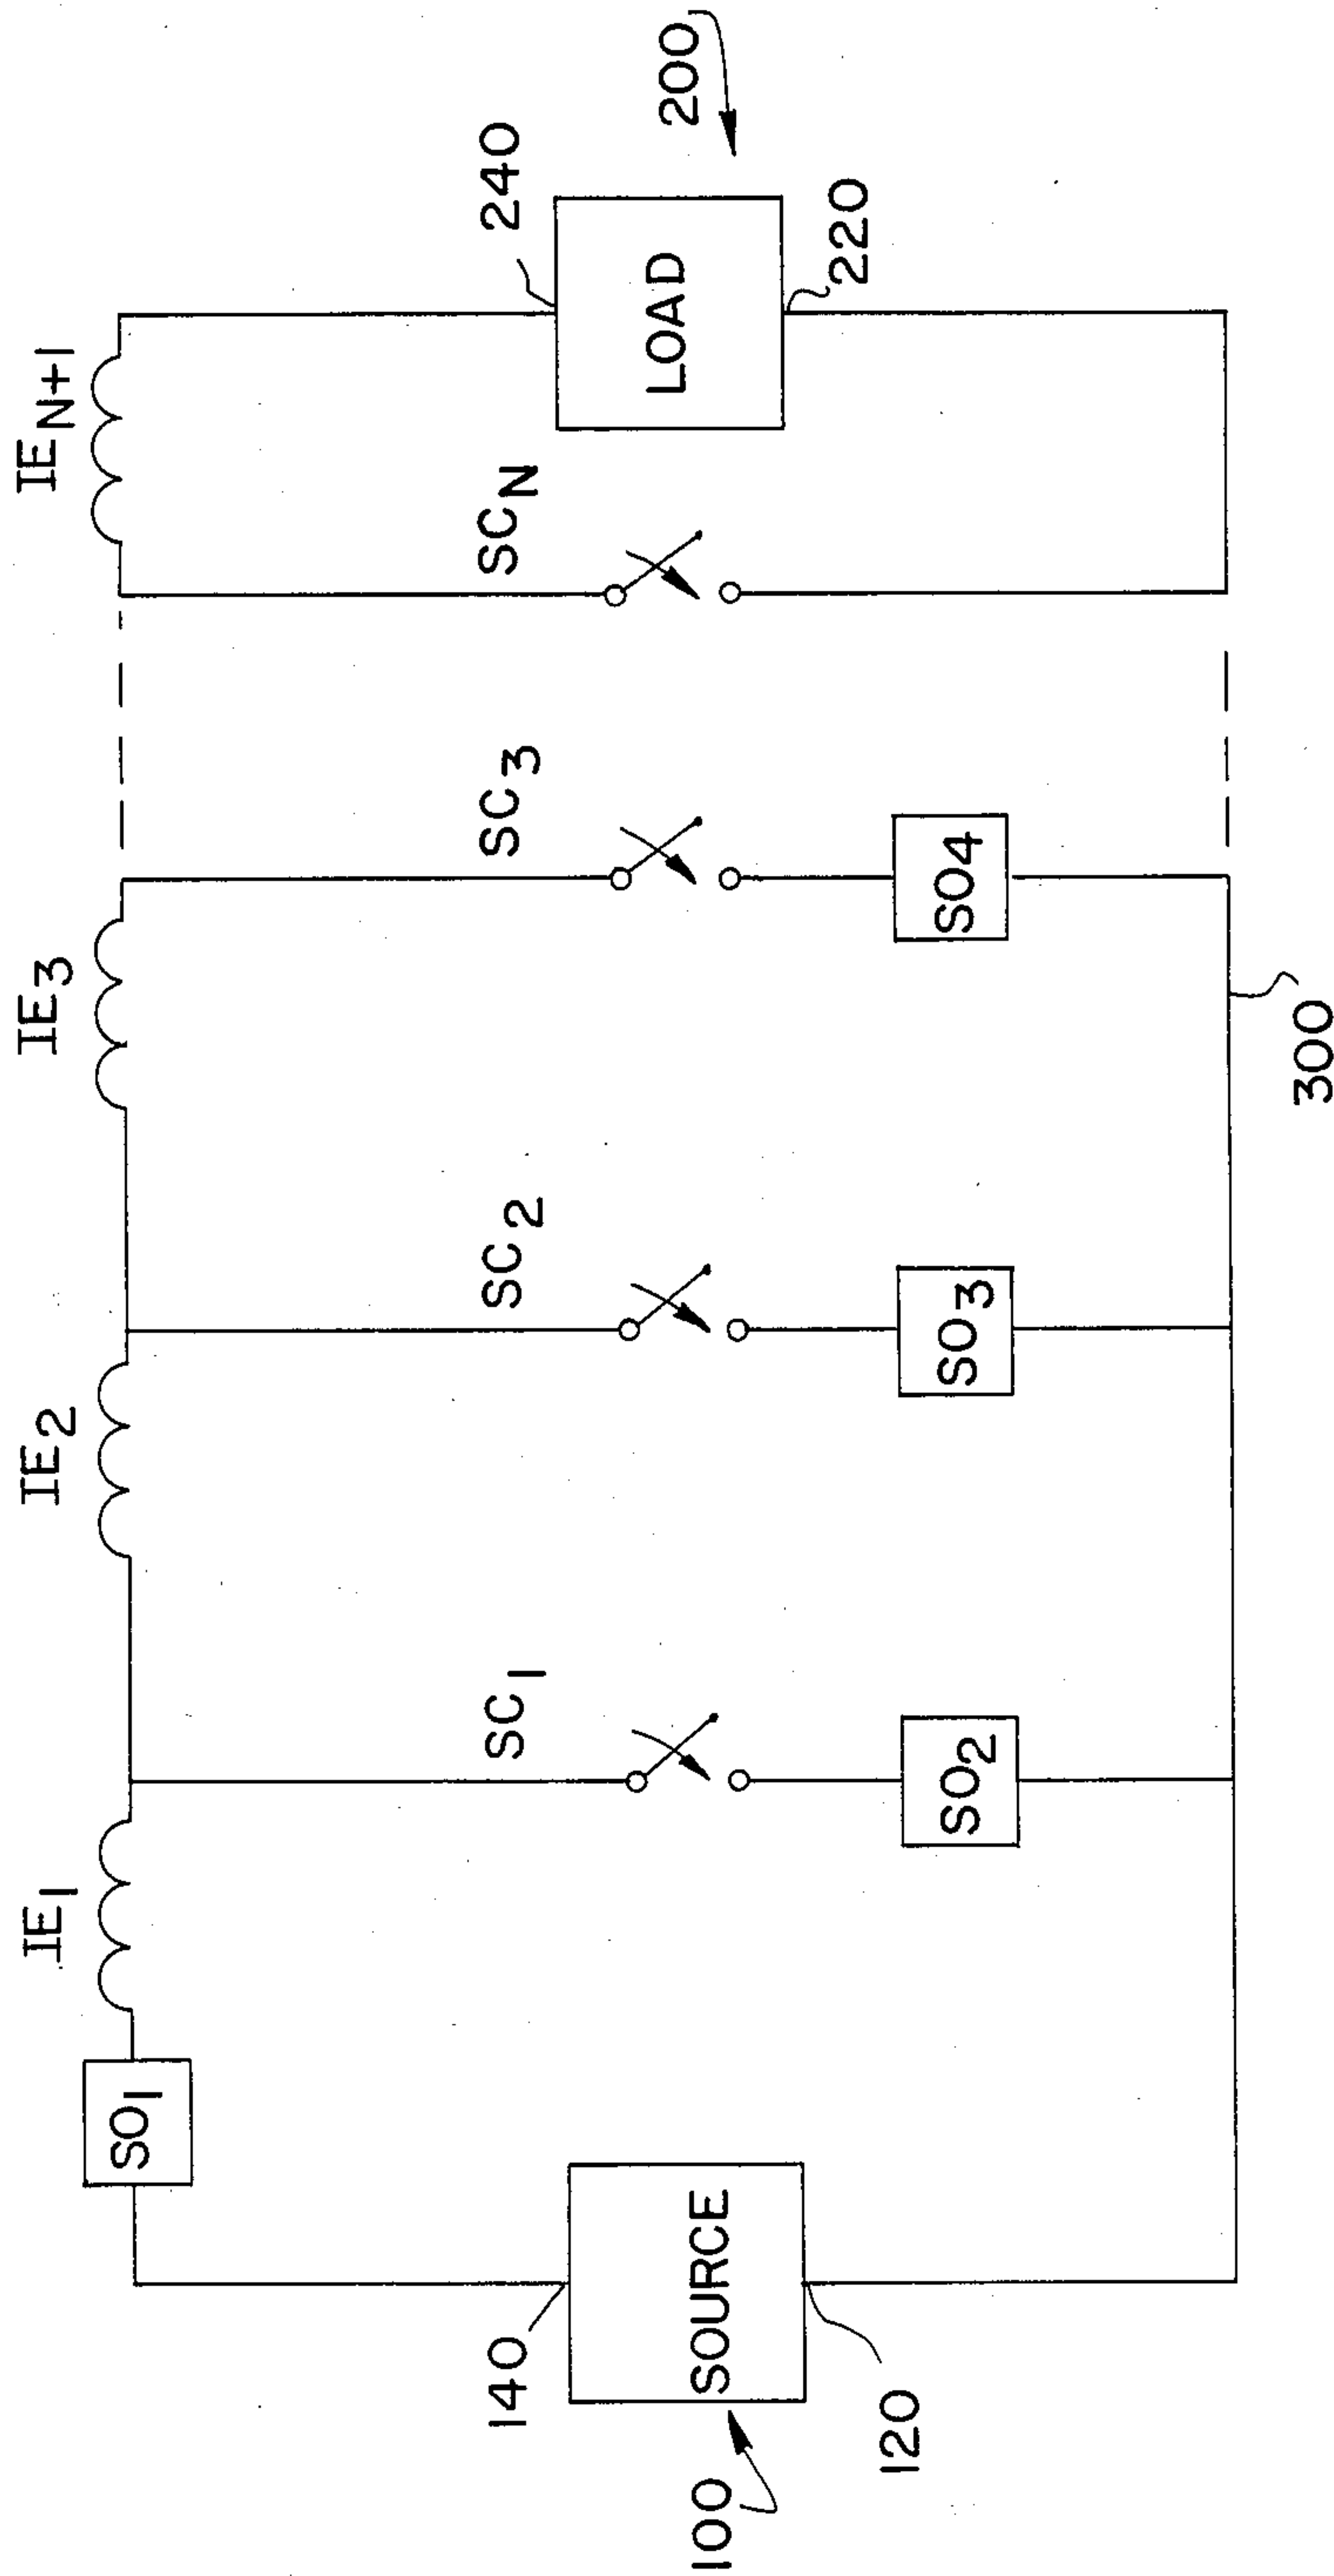 IE1
IE2
IE3
IEN+1
SO1
SC1
SC2
SC3
SCN
140
240
SOURCE
LOAD
100
200
120
220
SO2
SO3
SO4
300